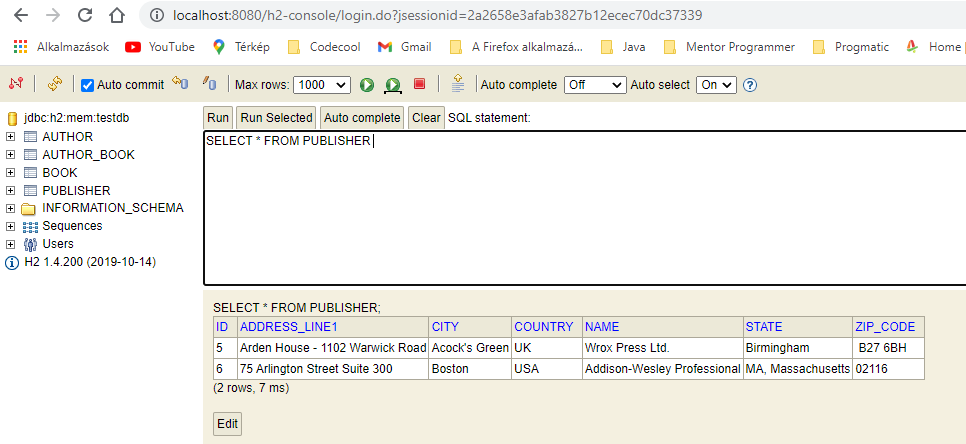 localhost:8080/h2-console/login.do?jsessionid=2a2658e3afab3827b12ecec70dc37339
Alkalmazások YouTube Térkép Codecool Gmail A Firefox alkalmazá... Java Mentor Programmer Progmatic Home |
Auto commit Max rows: 1000 Auto complete Off Auto select On
jdbc:h2:mem:testdb
AUTHOR
AUTHOR_BOOK
BOOK
PUBLISHER
INFORMATION_SCHEMA
Sequences
Users
H2 1.4.200 (2019-10-14)
Run Run Selected Auto complete Clear SQL statement:
SELECT * FROM PUBLISHER
SELECT * FROM PUBLISHER;
ID ADDRESS_LINE1 CITY COUNTRY NAME STATE ZIP_CODE
5 Arden House - 1102 Warwick Road Acock's Green UK Wrox Press Ltd. Birmingham B27 6BH
6 75 Arlington Street Suite 300 Boston USA Addison-Wesley Professional MA, Massachusetts 02116
(2 rows, 7 ms)
Edit